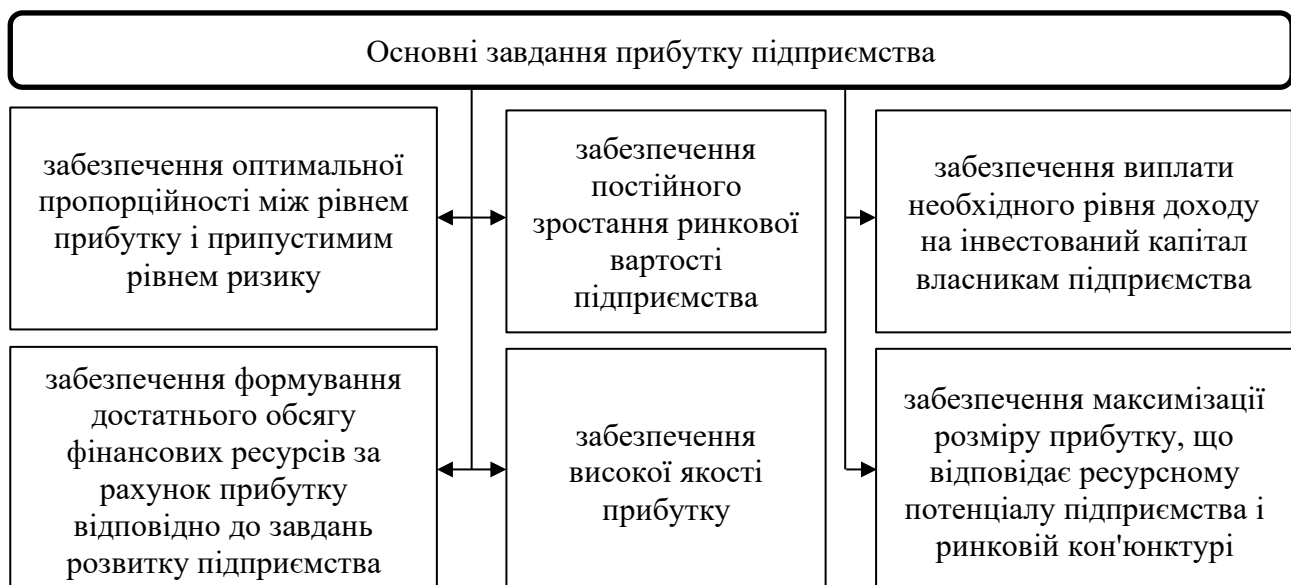 Основні завдання прибутку підприємства
забезпечення оптимальної
пропорційності між рівнем
прибутку і припустимим
рівнем ризику
забезпечення
постійного
зростання ринкової
вартості
підприємства
забезпечення виплати
необхідного рівня доходу
на інвестований капітал
власникам підприємства
забезпечення формування
достатнього обсягу
фінансових ресурсів за
рахунок прибутку
відповідно до завдань
розвитку підприємства
забезпечення
високої якості
прибутку
забезпечення максимізації
розміру прибутку, що
відповідає ресурсному
потенціалу підприємства і
ринковій кон'юнктурі